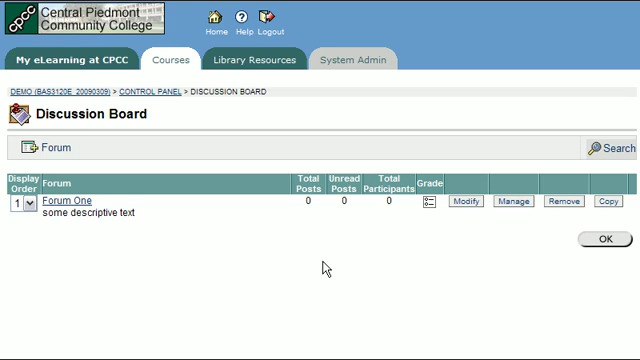 cpcc
Central Piedmont
Community College
Home Help Logout
My eLearning at CPCC Courses Library Resources System Admin
DEMO (BAS3120E_20090309) > CONTROL PANEL > DISCUSSION BOARD
Discussion Board
Forum Search
Display Order Forum Total Posts Unread Posts Total Participants Grade
1 Forum One 0 0 0 Modify Manage Remove Copy
some descriptive text
OK